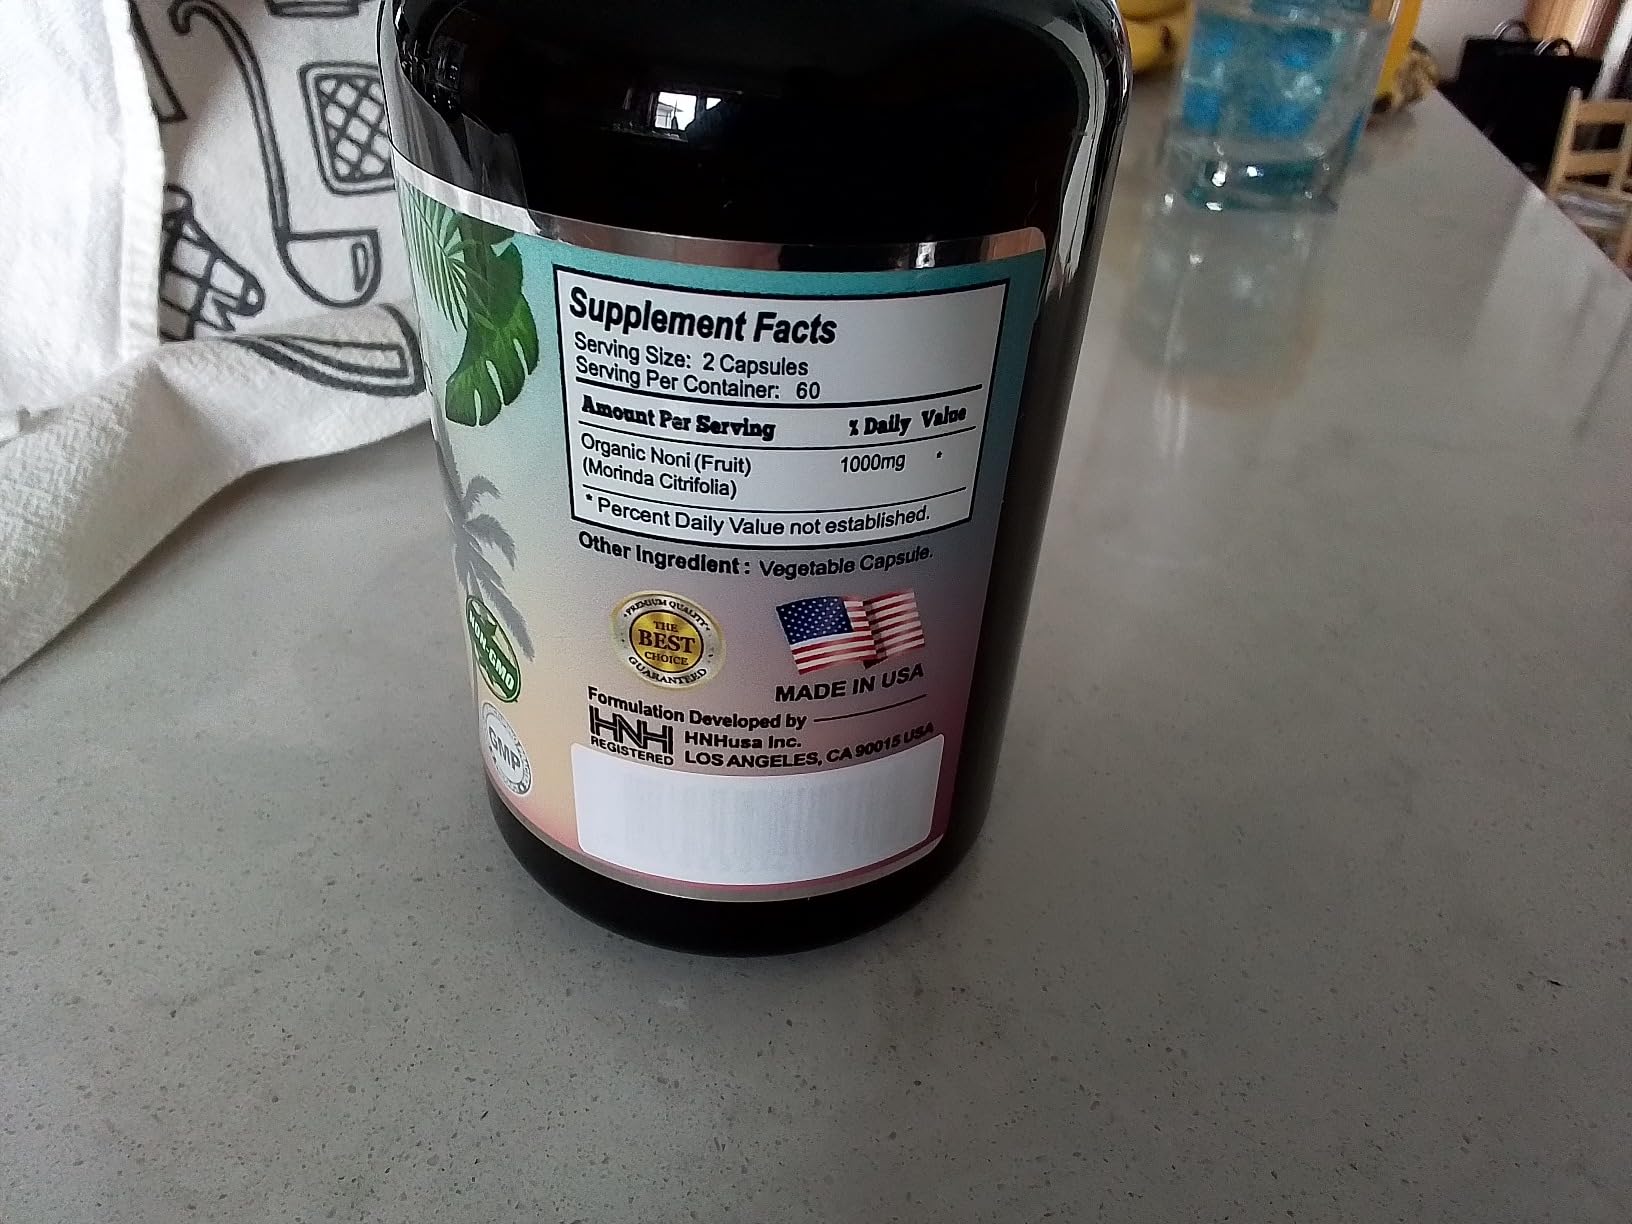 Supplement Facts
Serving Size: 2 Capsules
Serving Per Container: 60
Amount Per Serving % Daily Value
Organic Noni (Fruit) 1000mg *
(Morinda Citrifolia)
* Percent Daily Value not established.
Other Ingredient : Vegetable Capsule.
PREMIUM QUALITY
THE
BEST
CHOICE
GUARANTEED
MADE IN USA
NON-GMO
GMP
Formulation Developed by
HNH
REGISTERED
HNHusa Inc.
LOS ANGELES, CA 90015 USA